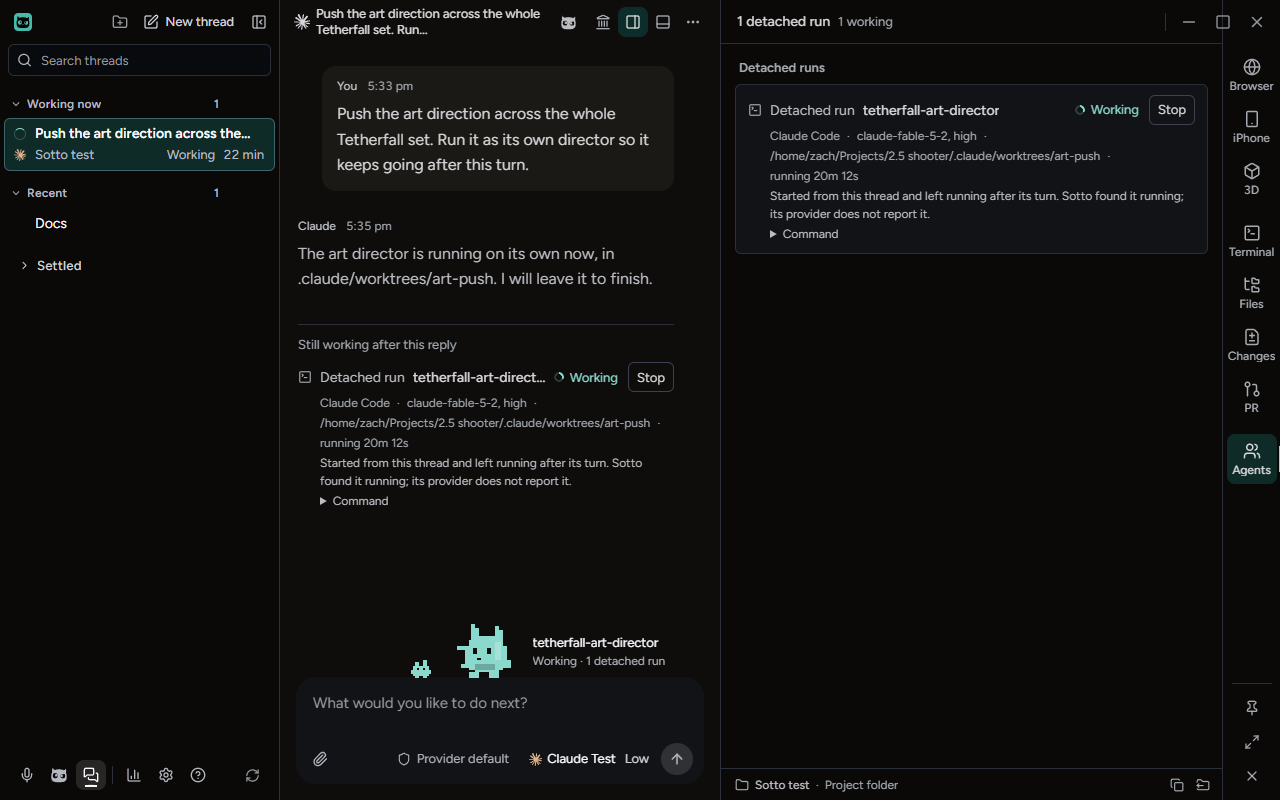 New thread
Search threads
Working now 1
Push the art direction across the...
Sotto test Working 22 min
Recent 1
Docs
Settled
Push the art direction across the whole
Tetherfall set. Run...
You 5:33 pm
Push the art direction across the whole
Tetherfall set. Run it as its own director so it
keeps going after this turn.
Claude 5:35 pm
The art director is running on its own now, in
.claude/worktrees/art-push. I will leave it to finish.
Still working after this reply
Detached run tetherfall-art-direct... Working Stop
Claude Code · claude-fable-5-2, high ·
/home/zach/Projects/2.5 shooter/.claude/worktrees/art-push ·
running 20m 12s
Started from this thread and left running after its turn. Sotto
found it running; its provider does not report it.
Command
tetherfall-art-director
Working · 1 detached run
What would you like to do next?
Provider default Claude Test Low
1 detached run 1 working
Detached runs
Detached run tetherfall-art-director Working Stop
Claude Code · claude-fable-5-2, high ·
/home/zach/Projects/2.5 shooter/.claude/worktrees/art-push ·
running 20m 12s
Started from this thread and left running after its turn. Sotto found it running;
its provider does not report it.
Command
Sotto test · Project folder
Browser
iPhone
3D
Terminal
Files
Changes
PR
Agents